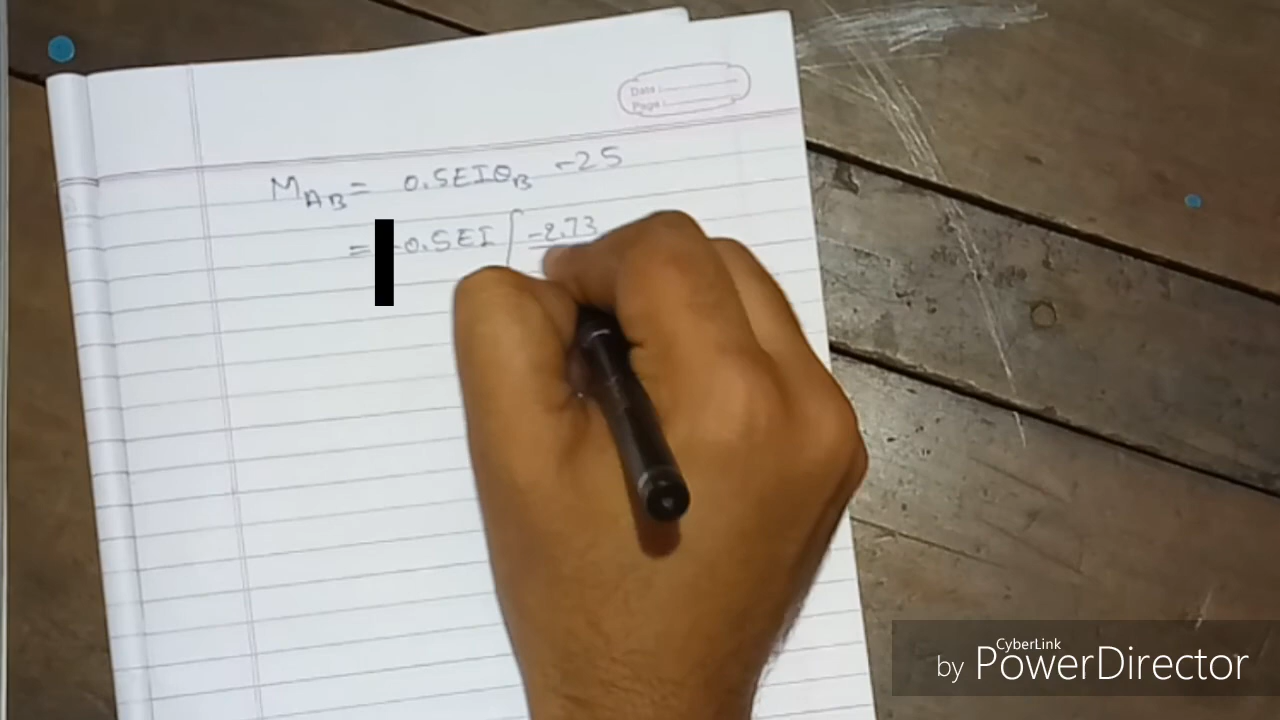 Date :
Page :
MAB = 0.5EIθB -25
= -0.5EI [ -2.73
CyberLink
by PowerDirector